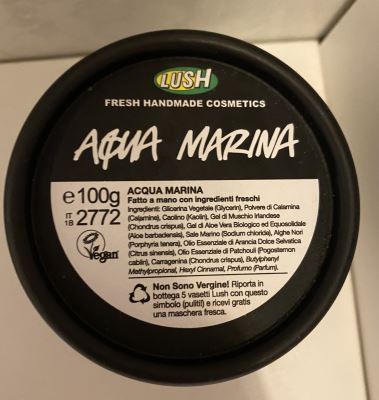 LUSH
FRESH HANDMADE COSMETICS
AQUA MARINA
e 100g
IT
1B 2772
Vegan
ACQUA MARINA
Fatto a mano con ingredienti freschi
Ingredienti: Glicerina Vegetale (Glycerin), Polvere di Calamina
(Calamine), Caolino (Kaolin), Gel di Muschio Irlandese
(Chondrus crispus), Gel di Aloe Vera Biologico ed Equosolidale
(Aloe barbadensis), Sale Marino (Sodium chloride), Alghe Nori
(Porphyria tenera), Olio Essenziale di Arancia Dolce Selvatica
(Citrus sinensis), Olio Essenziale di Patchouli (Pogostemon
cablin), Carragenina (Chondrus crispus), Butylphenyl
Methylpropional, Hexyl Cinnamal, Profumo (Parfum).
Non Sono Vergine! Riporta in
bottega 5 vasetti Lush con questo
simbolo (puliti!) e ricevi gratis
una maschera fresca.